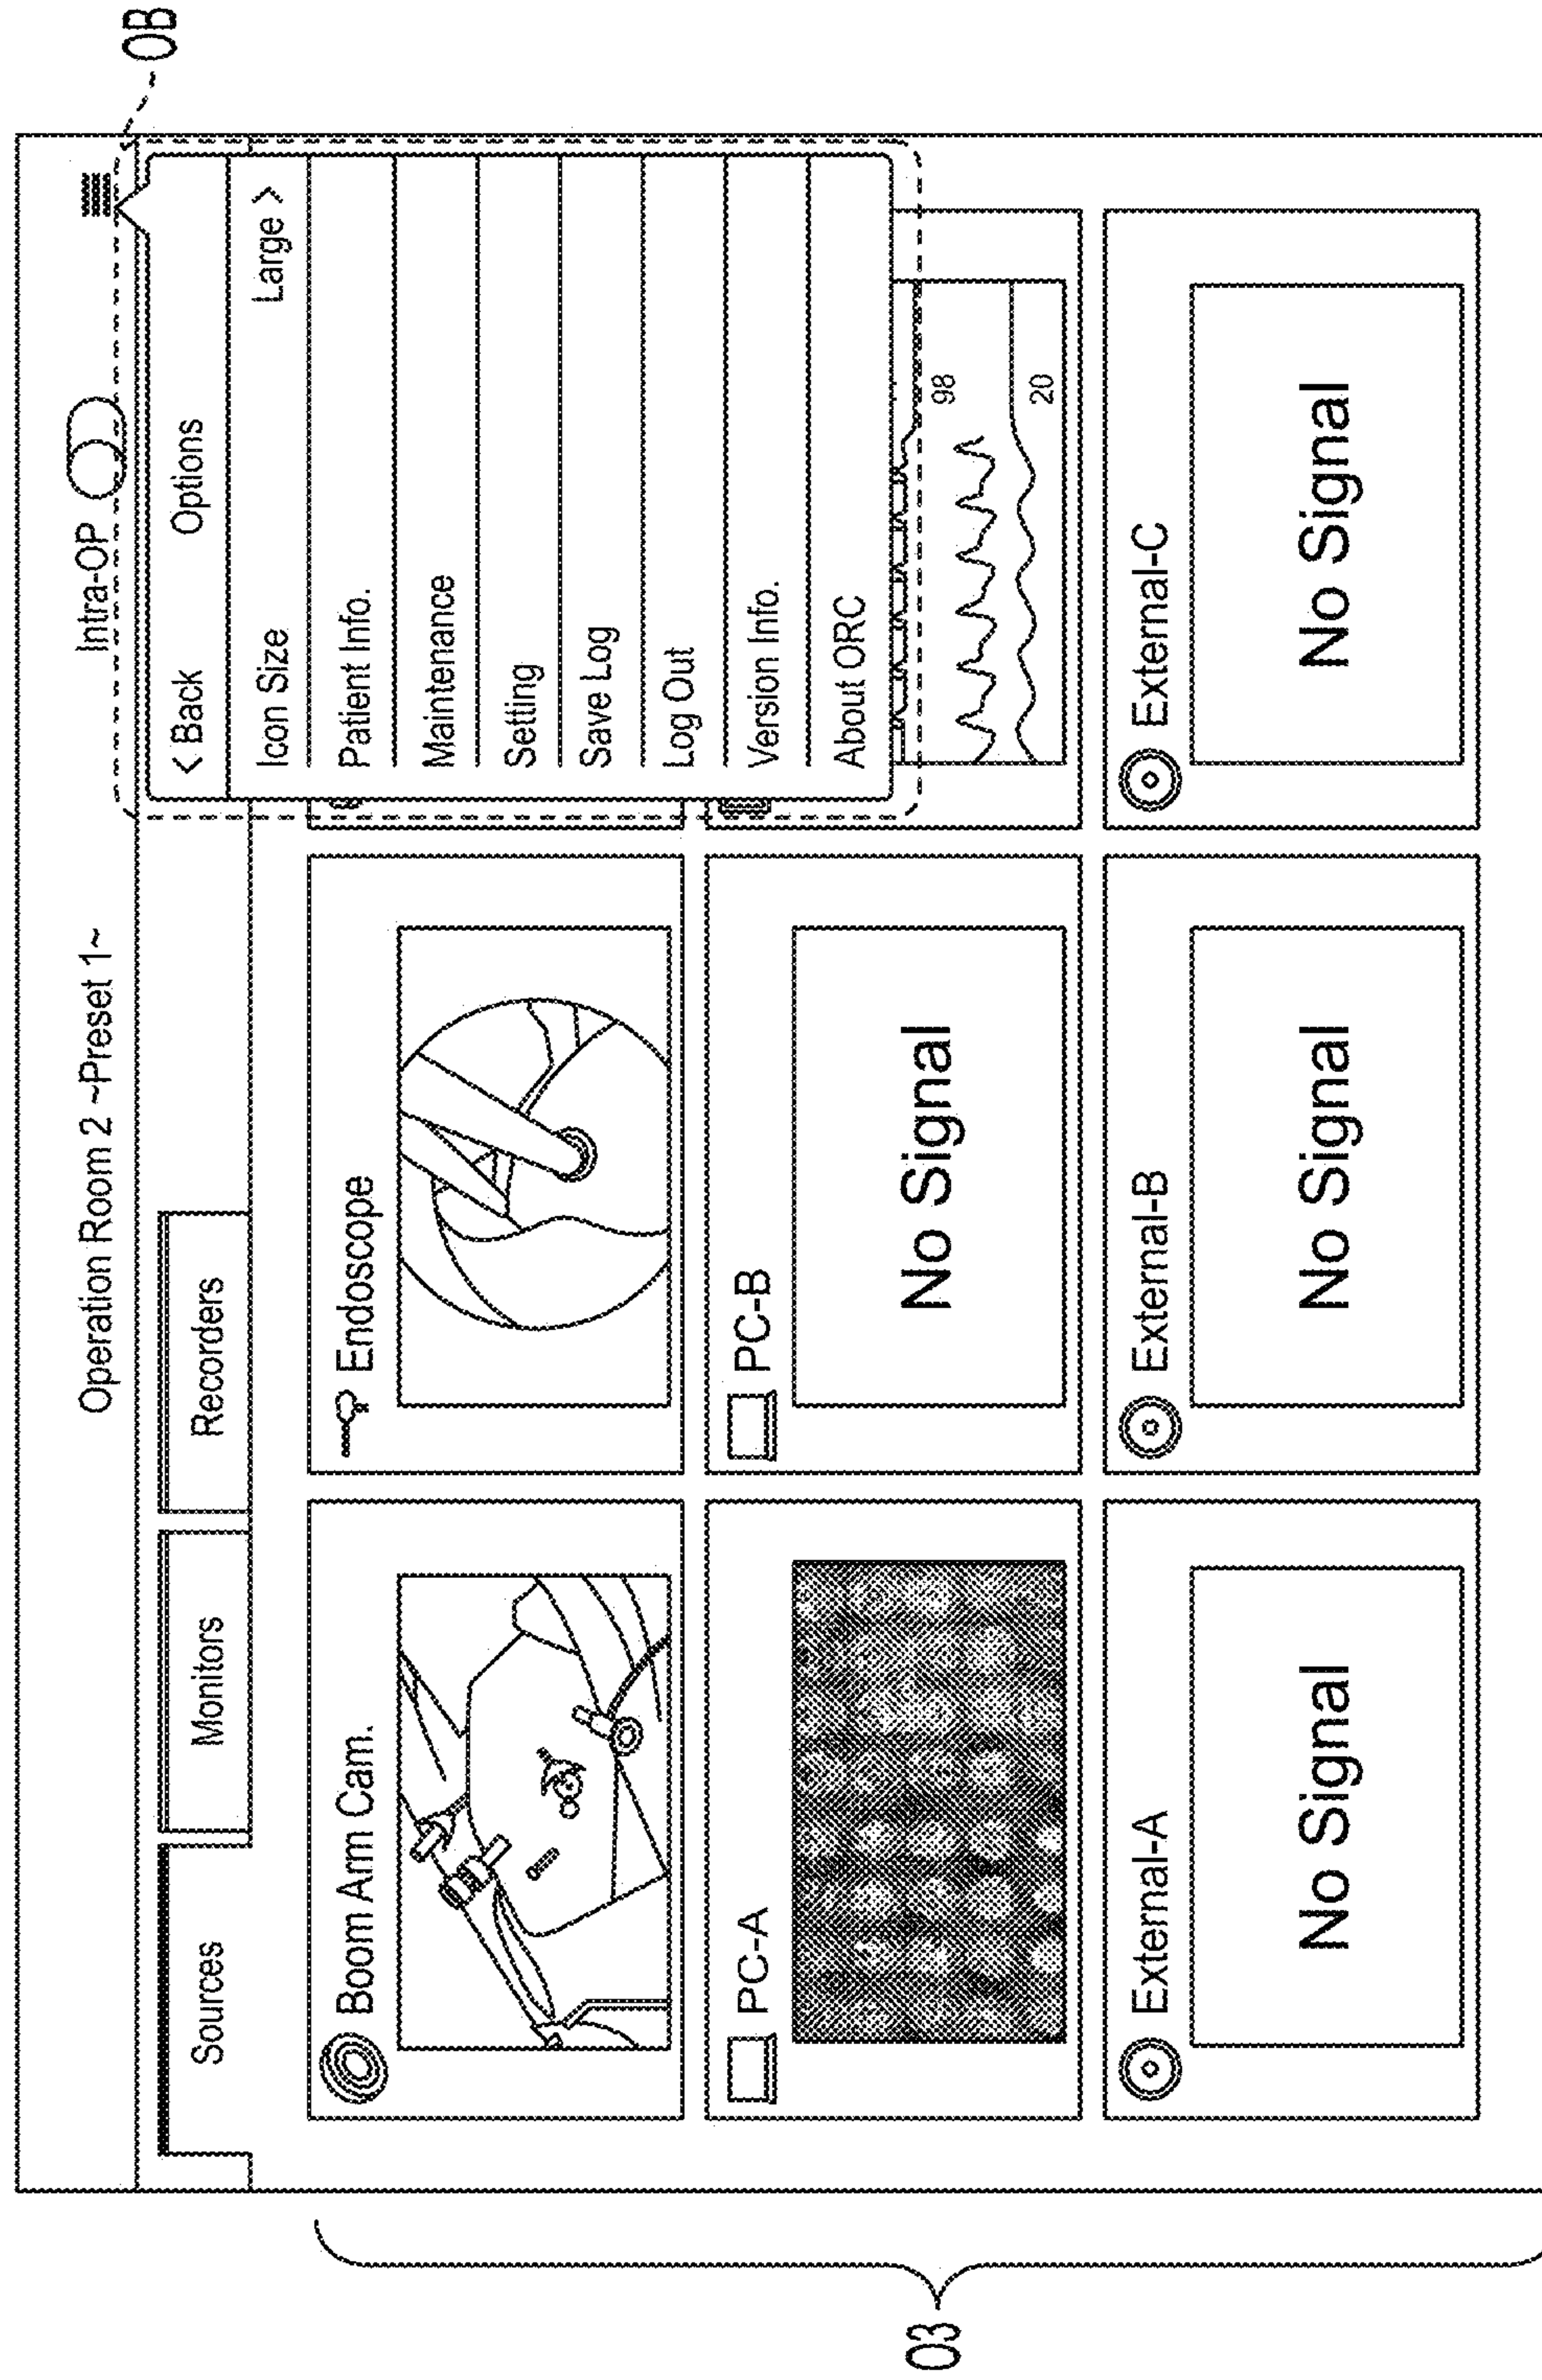 Operation Room 2 ~Preset 1~
Intra-OP
OB
Sources
Monitors
Recorders
< Back
Options
Icon Size
Large >
Patient Info.
Maintenance
Setting
Save Log
Log Out
Version Info.
About ORC
Boom Arm Cam.
Endoscope
PC-A
PC-B
No Signal
98
20
External-A
No Signal
External-B
No Signal
External-C
No Signal
03